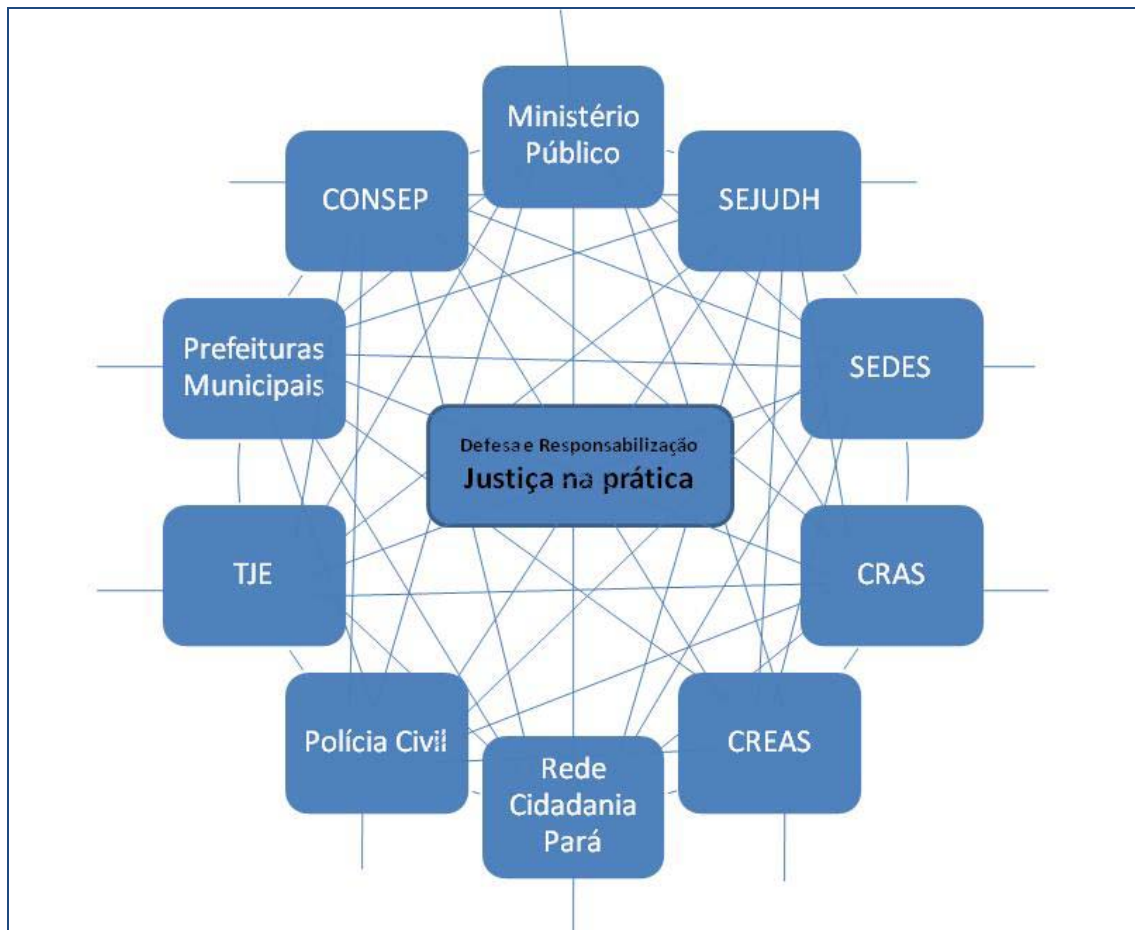 Ministério
Público
CONSEP
SEJUDH
Prefeituras
Municipais
SEDES
Defesa e Responsabilização
Justiça na prática
TJE
CRAS
Polícia Civil
CREAS
Rede
Cidadania
Pará